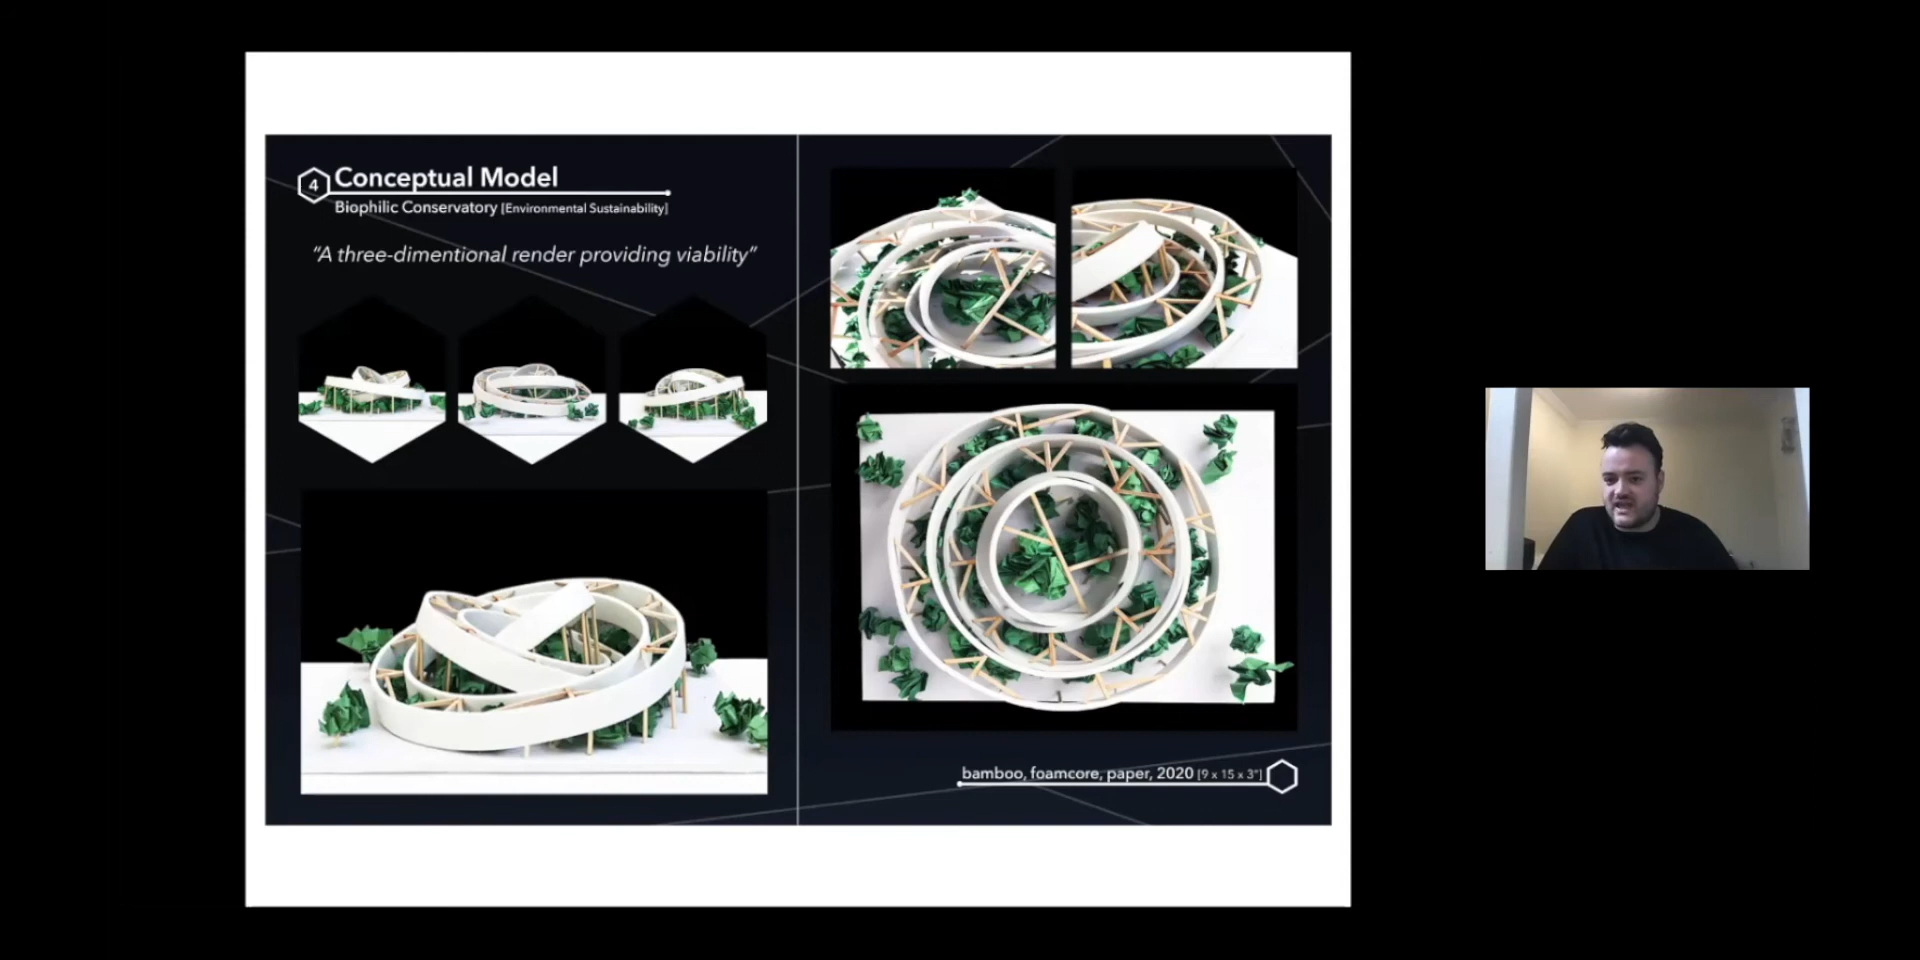 4
Conceptual Model
Biophilic Conservatory [Environmental Sustainability]
“A three-dimentional render providing viability”
bamboo, foamcore, paper, 2020 [9 x 15 x 3"]